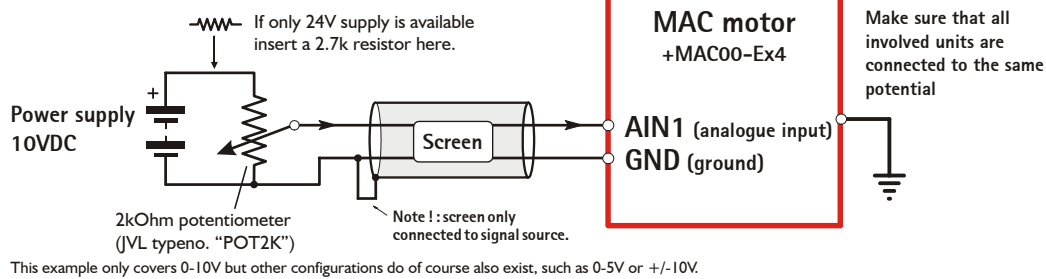 If only 24V supply is available
insert a 2.7k resistor here.
MAC motor
+MAC00-Ex4
Make sure that all
involved units are
connected to the same
potential
+
Power supply
10VDC
Screen
AIN1 (analogue input)
GND (ground)
2kOhm potentiometer
(JVL typeno. “POT2K”)
Note ! : screen only
connected to signal source.
This example only covers 0-10V but other configurations do of course also exist, such as 0-5V or +/-10V.